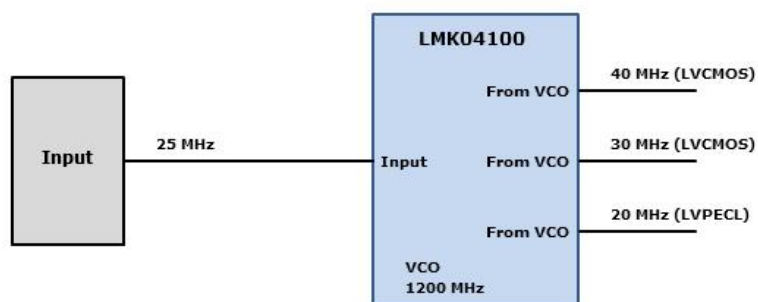 LMK04100
40 MHz (LVCMOS)
From VCO
25 MHz
30 MHz (LVCMOS)
Input
Input
From VCO
20 MHz (LVPECL)
From VCO
VCO
1200 MHz